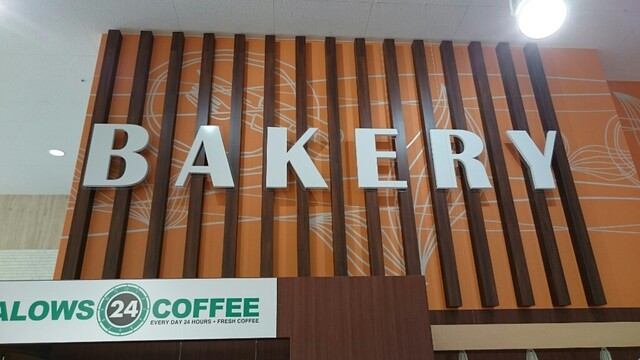 BAKERY
ALOWS 24 COFFEE
EVERY DAY 24 HOURS • FRESH COFFEE